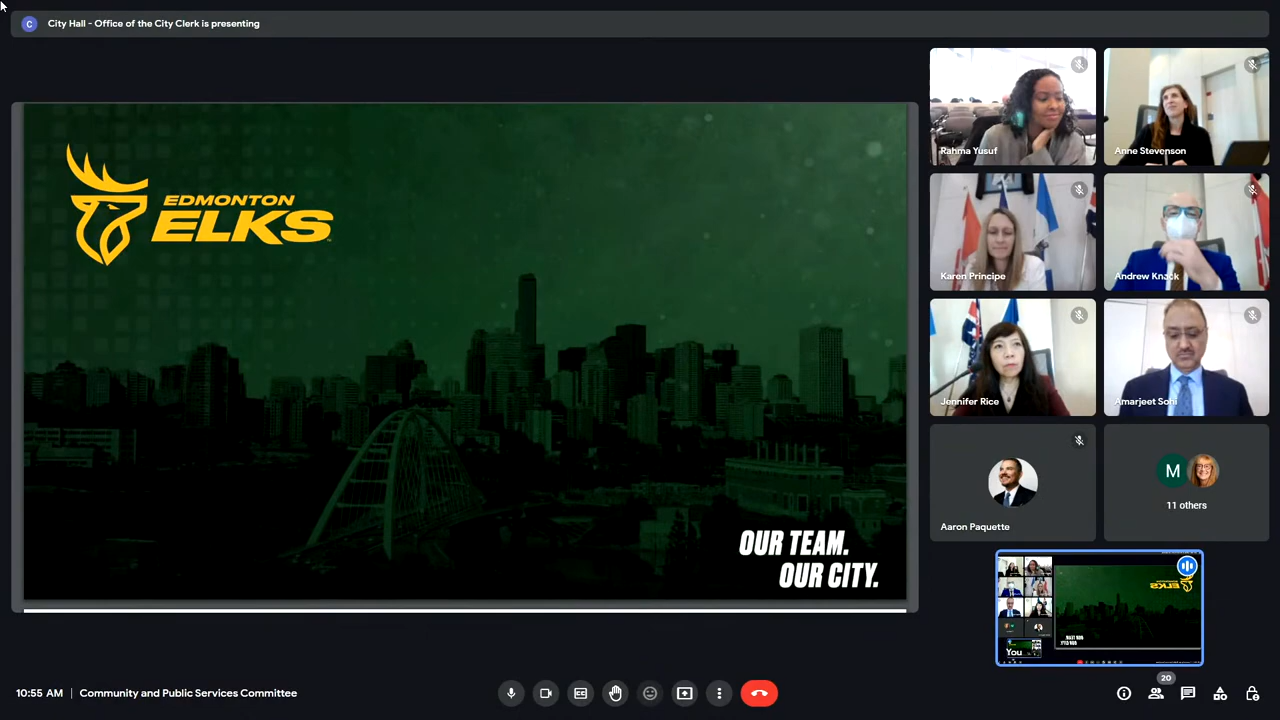 C
City Hall - Office of the City Clerk is presenting
EDMONTON
ELKS
OUR TEAM.
OUR CITY.
Rahma Yusuf
Anne Stevenson
Karen Principe
Andrew Knack
Jennifer Rice
Amarjeet Sohi
Aaron Paquette
M
11 others
You
10:55 AM | Community and Public Services Committee
CC
20